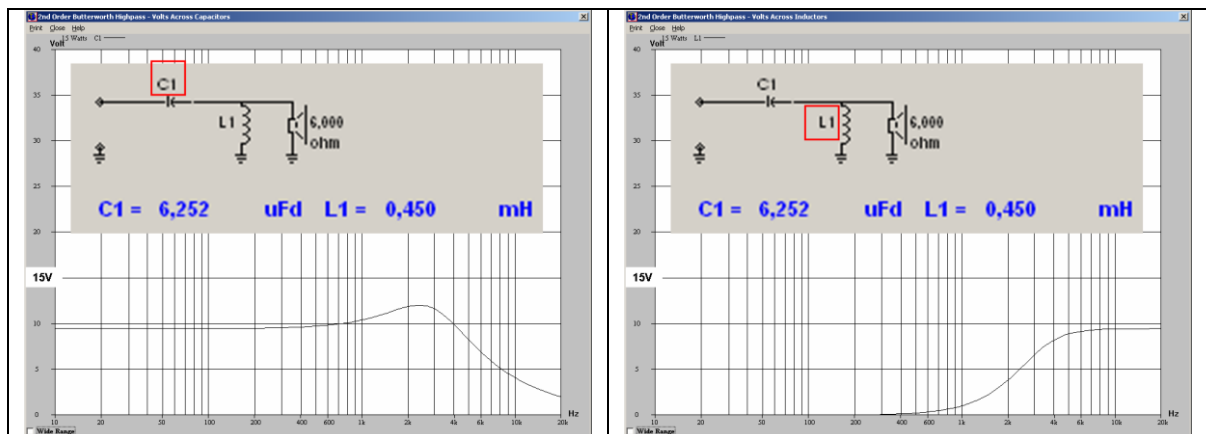 2nd Order Butterworth Highpass - Volts Across Capacitors
Print Close Help
Volt 15 Watts C1
40
35
30
25
20
15V
10
5
0
C1
L1
6,000
ohm
C1 = 6,252 uFd L1 = 0,450 mH
10 20 40 60 100 200 400 600 1k 2k 4k 6k 10k 20k
Hz
Wide Range
2nd Order Butterworth Highpass - Volts Across Inductors
Print Close Help
Volt 15 Watts L1
40
35
30
25
20
15V
10
5
0
C1
L1
6,000
ohm
C1 = 6,252 uFd L1 = 0,450 mH
10 20 40 60 100 200 400 600 1k 2k 4k 6k 10k 20k
Hz
Wide Range